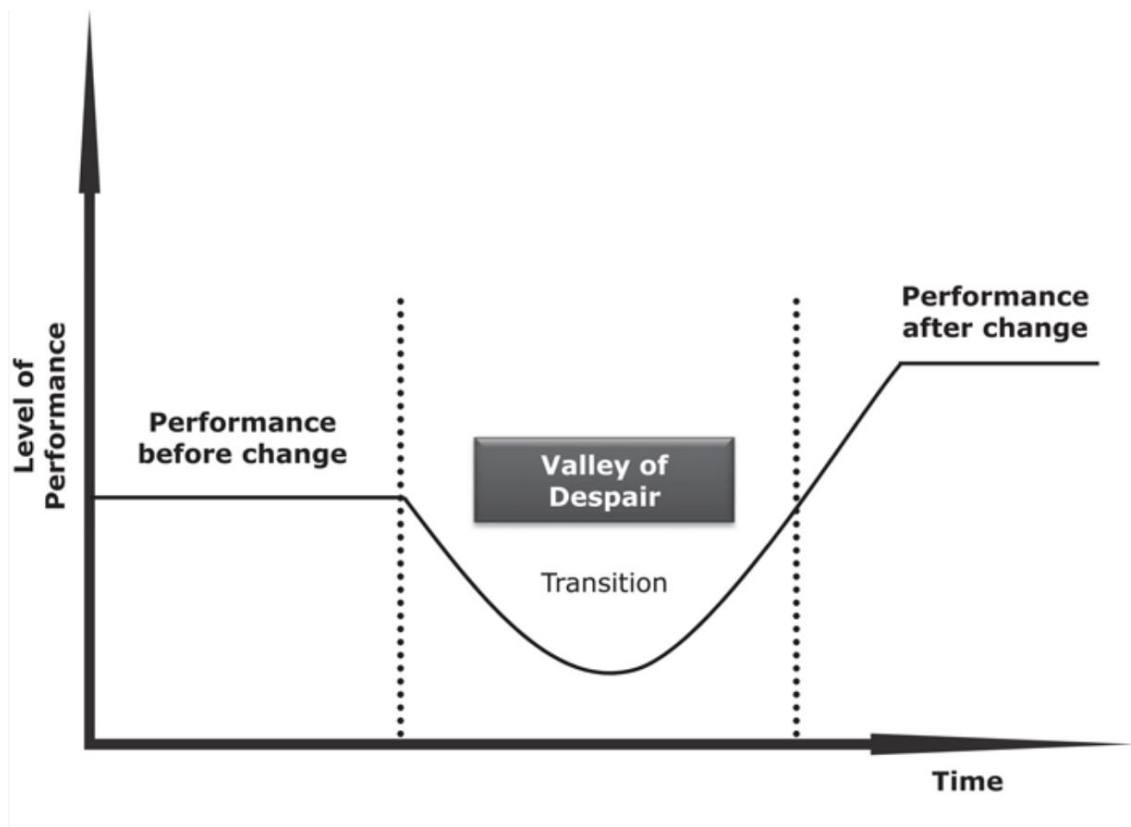 Level of
Performance
Performance
before change
Valley of
Despair
Transition
Performance
after change
Time